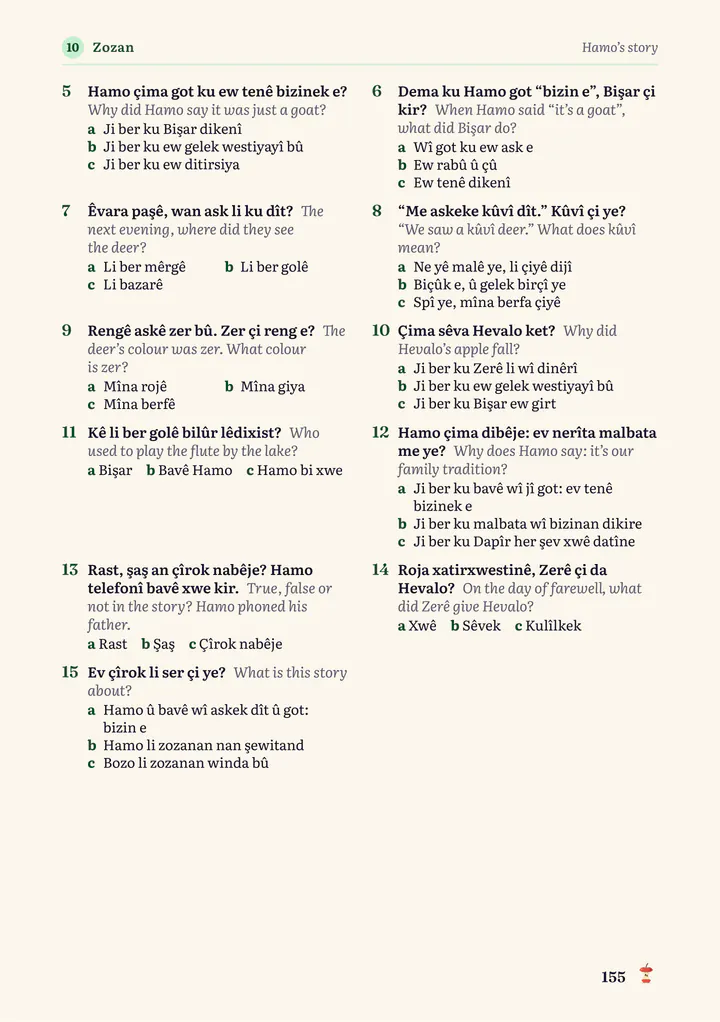 10 Zozan
Hamo’s story
5 Hamo çima got ku ew tenê bizinek e?
Why did Hamo say it was just a goat?
a Ji ber ku Bişar dikenî
b Ji ber ku ew gelek westiyayî bû
c Ji ber ku ew ditirsiya
6 Dema ku Hamo got “bizin e”, Bişar çi
kir? When Hamo said “it’s a goat”,
what did Bişar do?
a Wî got ku ew ask e
b Ew rabû û çû
c Ew tenê dikenî
7 Êvara paşê, wan ask li ku dît? The
next evening, where did they see
the deer?
a Li ber mêrgê b Li ber golê
c Li bazarê
8 “Me askeke kûvî dît.” Kûvî çi ye?
“We saw a kûvî deer.” What does kûvî
mean?
a Ne yê malê ye, li çiyê dijî
b Biçûk e, û gelek birçî ye
c Spî ye, mîna berfa çiyê
9 Rengê askê zer bû. Zer çi reng e? The
deer’s colour was zer. What colour
is zer?
a Mîna rojê b Mîna giya
c Mîna berfê
10 Çima sêva Hevalo ket? Why did
Hevalo’s apple fall?
a Ji ber ku Zerê li wî dinêrî
b Ji ber ku ew gelek westiyayî bû
c Ji ber ku Bişar ew girt
11 Kê li ber golê bilûr lêdixist? Who
used to play the flute by the lake?
a Bişar b Bavê Hamo c Hamo bi xwe
12 Hamo çima dibêje: ev nerîta malbata
me ye? Why does Hamo say: it’s our
family tradition?
a Ji ber ku bavê wî jî got: ev tenê
bizinek e
b Ji ber ku malbata wî bizinan dikire
c Ji ber ku Dapîr her şev xwê datîne
13 Rast, şaş an çîrok nabêje? Hamo
telefonî bavê xwe kir. True, false or
not in the story? Hamo phoned his
father.
a Rast b Şaş c Çîrok nabêje
14 Roja xatirxwestinê, Zerê çi da
Hevalo? On the day of farewell, what
did Zerê give Hevalo?
a Xwê b Sêvek c Kulîlkek
15 Ev çîrok li ser çi ye? What is this story
about?
a Hamo û bavê wî askek dît û got:
bizin e
b Hamo li zozanan nan şewitand
c Bozo li zozanan winda bû
155